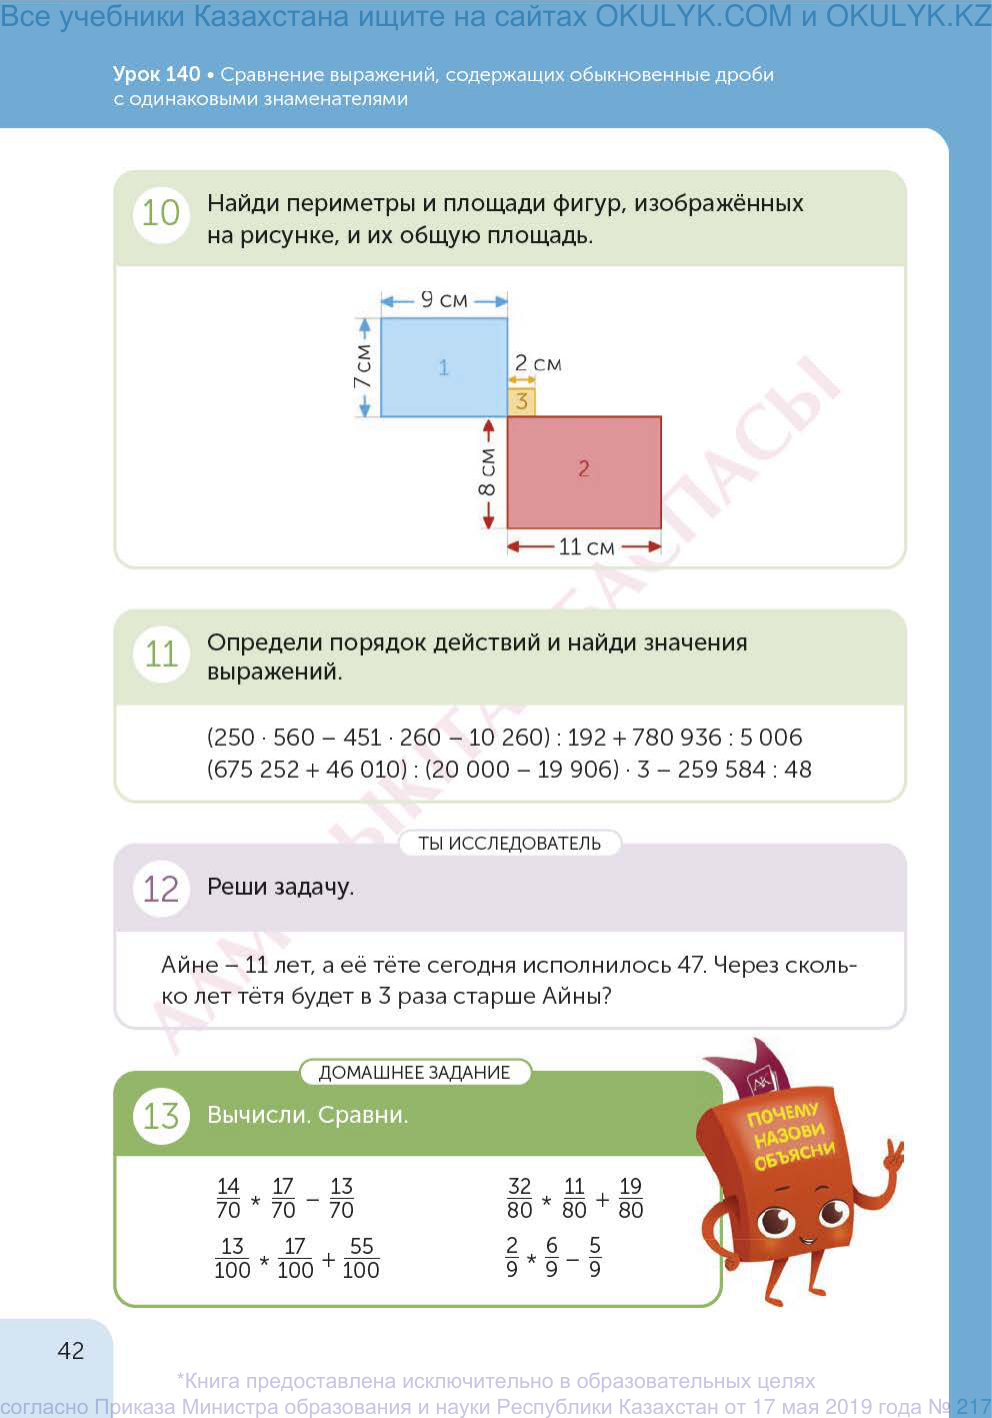 Все учебники Казахстана ищите на сайтах OKULYK.COM и OKULYK.KZ
Урок 140 • Сравнение выражений, содержащих обыкновенные дроби
с одинаковыми знаменателями
10
Найди периметры и площади фигур, изображённых
на рисунке, и их общую площадь.
9 см
7 см
1
2 см
3
8 см
2
11 см
11
Определи порядок действий и найди значения
выражений.
(250 · 560 – 451 · 260 – 10 260) : 192 + 780 936 : 5 006
(675 252 + 46 010) : (20 000 – 19 906) · 3 – 259 584 : 48
ТЫ ИССЛЕДОВАТЕЛЬ
12
Реши задачу.
Айне – 11 лет, а её тёте сегодня исполнилось 47. Через сколь-
ко лет тётя будет в 3 раза старше Айны?
ДОМАШНЕЕ ЗАДАНИЕ
13
Вычисли. Сравни.
14/70 * 17/70 – 13/70
32/80 * 11/80 + 19/80
13/100 * 17/100 + 55/100
2/9 * 6/9 – 5/9
АК
ПОЧЕМУ
НАЗОВИ
ОБЪЯСНИ
42
*Книга предоставлена исключительно в образовательных целях
согласно Приказа Министра образования и науки Республики Казахстан от 17 мая 2019 года № 217